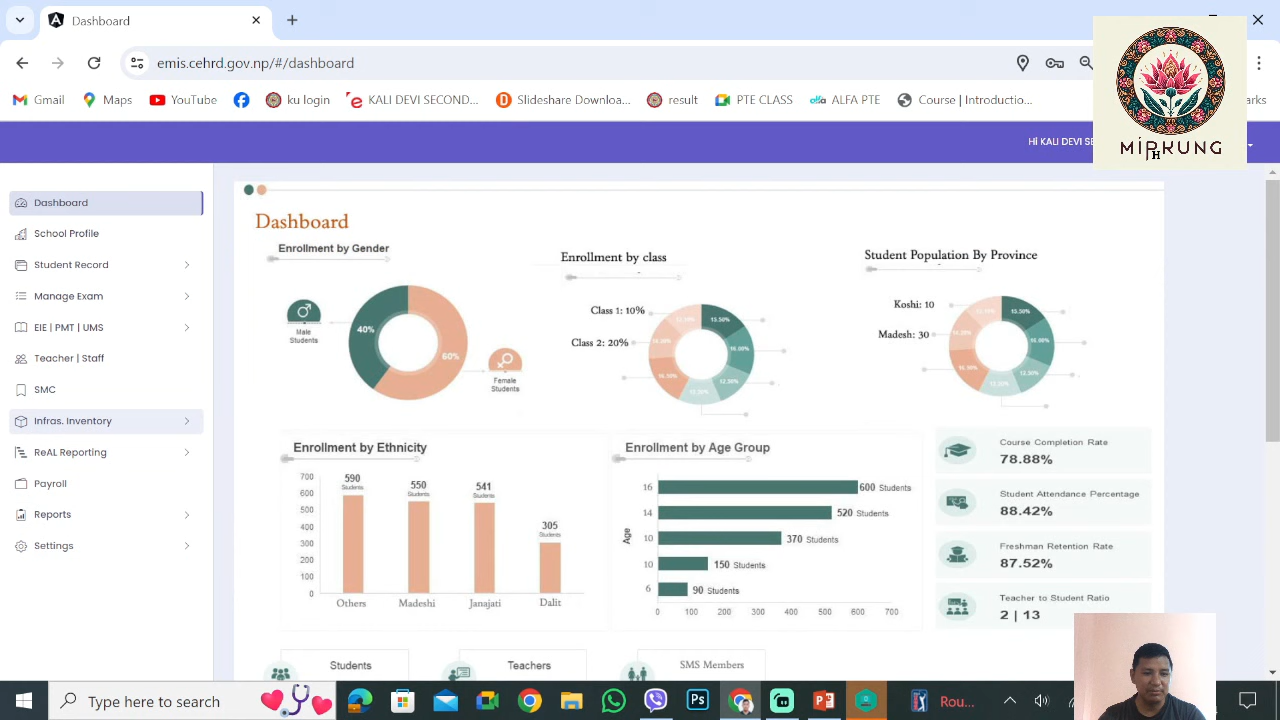 Dashboard
emis.cehrd.gov.np/#/dashboard
Gmail
Maps
YouTube
ku login
KALI DEVI SECOND...
Slideshare Downloa...
result
PTE CLASS
ALFA PTE
Course | Introductio...
HI KALI DEVI SE
MIPKUNG
H
Dashboard
School Profile
Student Record
Manage Exam
EIE | PMT | UMS
Teacher | Staff
SMC
Infras. Inventory
ReAL Reporting
Payroll
Reports
Settings
Dashboard
Enrollment by Gender
Male
Students
40%
60%
Female
Students
Enrollment by class
Class 1: 10%
Class 2: 20%
Student Population By Province
Koshi: 10
Madesh: 30
Enrollment by Ethnicity
700
600
500
400
300
200
100
0
590
Students
550
Students
541
Students
305
Students
Others
Madeshi
Janajati
Dalit
Enrollment by Age Group
Age
16
600 Students
14
520 Students
10
370 Students
10
150 Students
6
90 Students
0 100 200 300 400 500 600 700
Course Completion Rate
78.88%
Student Attendance Percentage
88.42%
Freshman Retention Rate
87.52%
Teacher to Student Ratio
2 | 13
Students
Teachers
SMS Members
Type here to search
Rou...